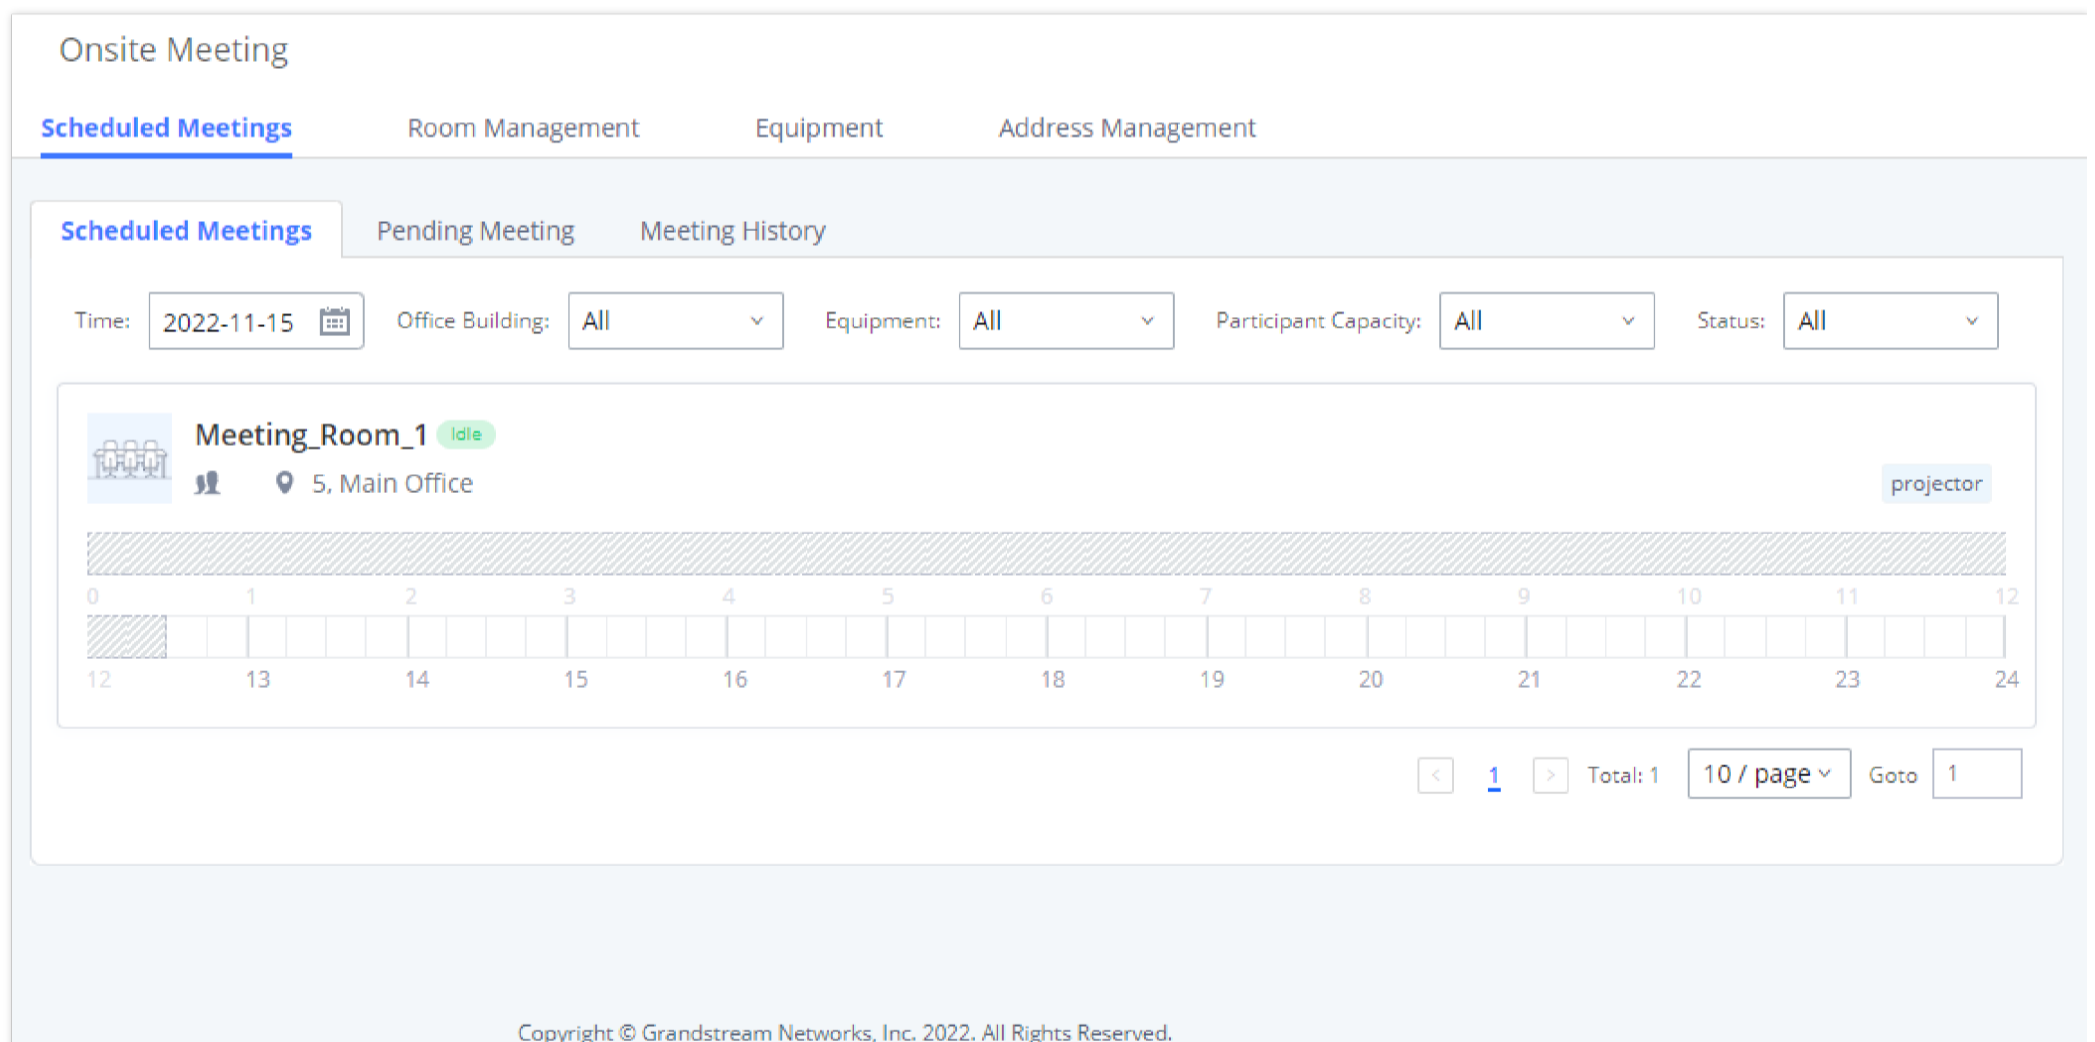 Onsite Meeting
Scheduled Meetings Room Management Equipment Address Management
Scheduled Meetings Pending Meeting Meeting History
Time: 2022-11-15 Office Building: All Equipment: All Participant Capacity: All Status: All
Meeting_Room_1 Idle
5, Main Office projector
0 1 2 3 4 5 6 7 8 9 10 11 12
12 13 14 15 16 17 18 19 20 21 22 23 24
< 1 > Total: 1 10 / page Goto 1
Copyright © Grandstream Networks, Inc. 2022. All Rights Reserved.